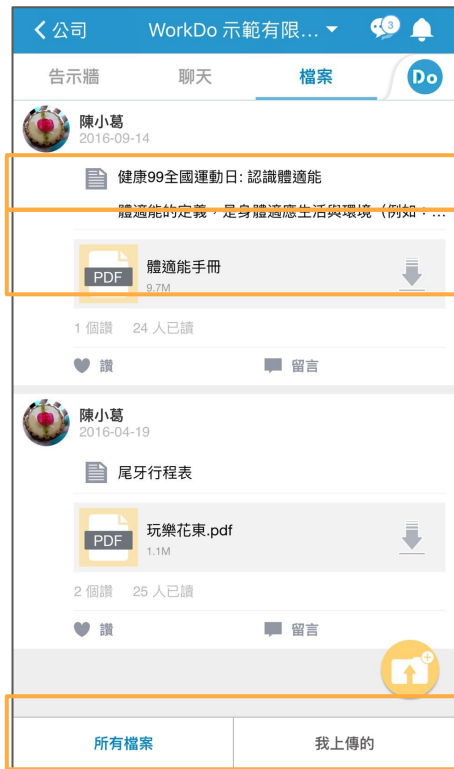 公司 WorkDo 示範有限... 3
告示牆 聊天 檔案 Do
陳小葛
2016-09-14
健康99全國運動日: 認識體適能
體適能的定義，是身體適應生活與環境（例如：...
PDF 體適能手冊
9.7M
1 個讚 24 人已讀
讚 留言
陳小葛
2016-04-19
尾牙行程表
PDF 玩樂花東.pdf
1.1M
2 個讚 25 人已讀
讚 留言
所有檔案 我上傳的